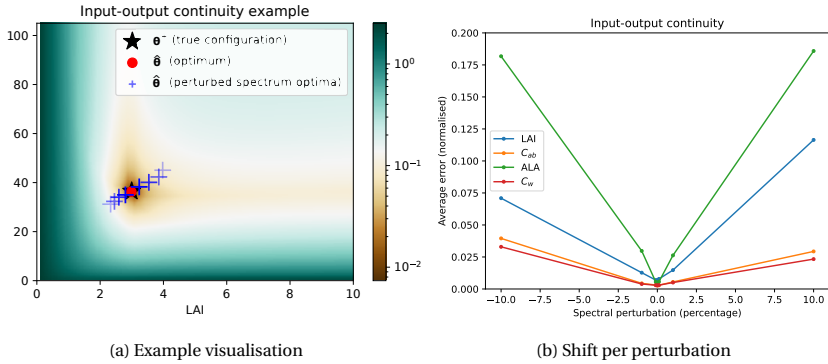 Input-output continuity example
100
80
60
40
20
0
0
2
4
6
8
10
LAI
θ* (true configuration)
θ̂ (optimum)
θ̂ (perturbed spectrum optima)
10⁰
10⁻¹
10⁻²
(a) Example visualisation
Input-output continuity
0.200
0.175
0.150
0.125
0.100
0.075
0.050
0.025
0.000
Average error (normalised)
LAI
C_ab
ALA
C_w
−10.0
−7.5
−5.0
−2.5
0.0
2.5
5.0
7.5
10.0
Spectral perturbation (percentage)
(b) Shift per perturbation